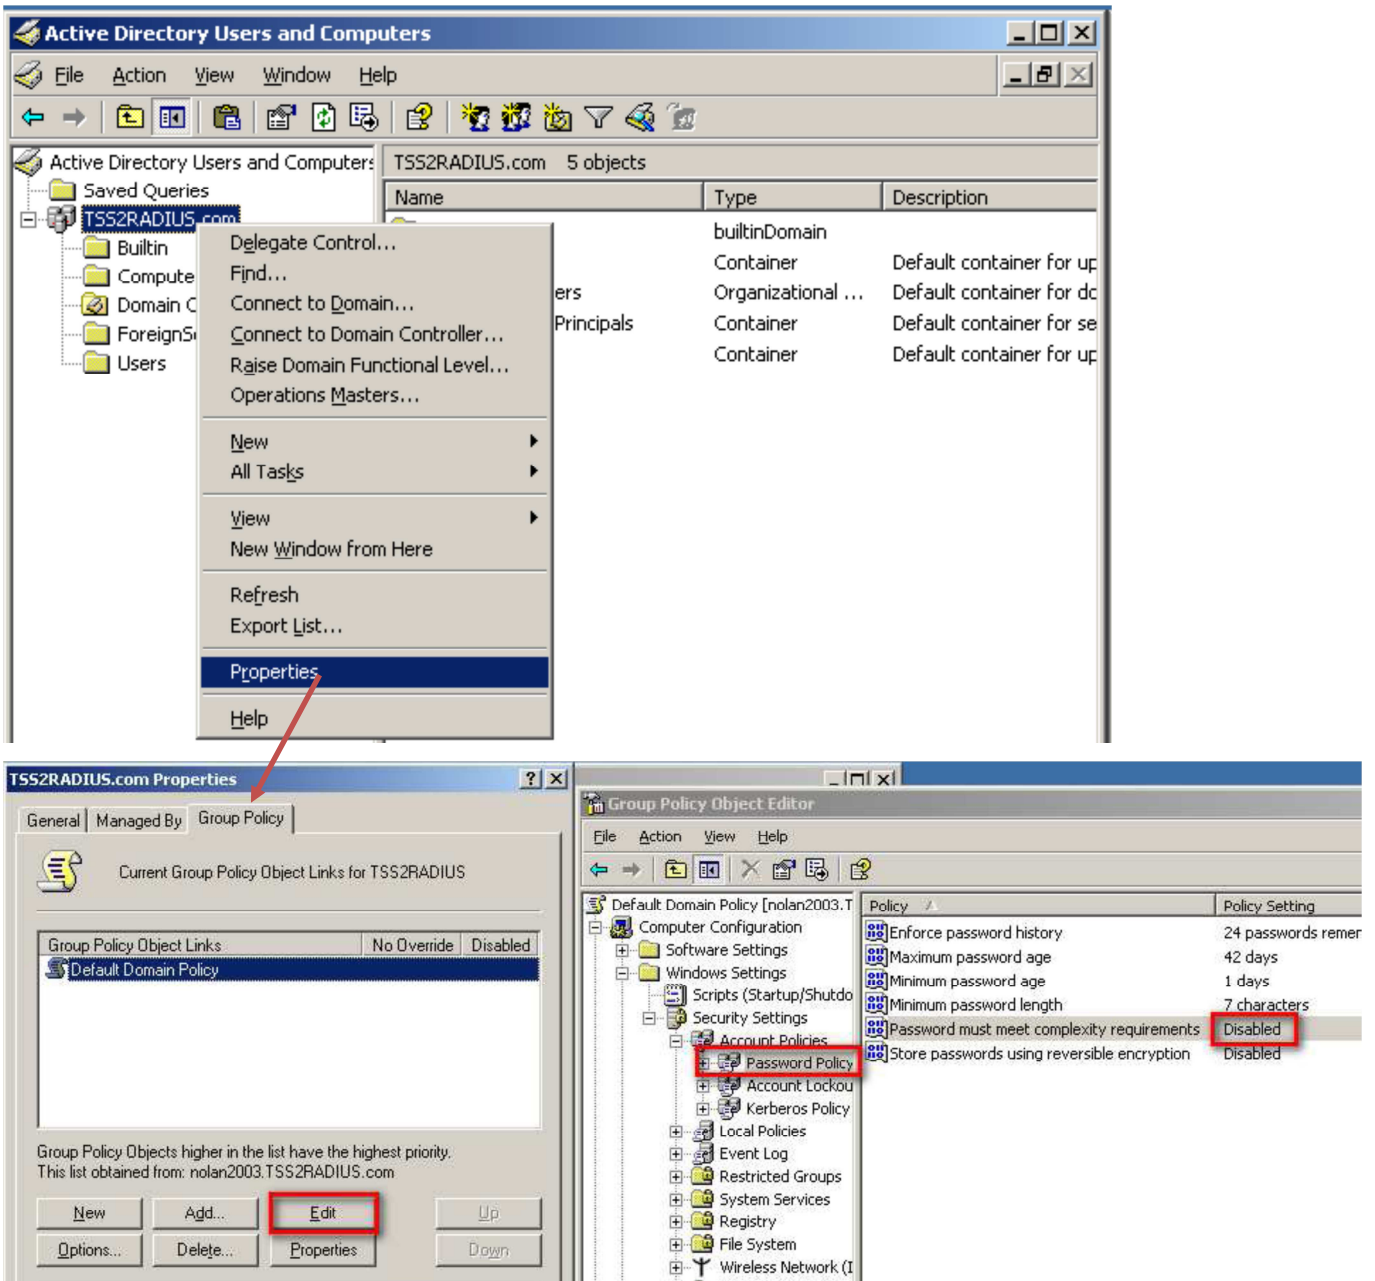 Active Directory Users and Computers
File Action View Window Help
Active Directory Users and Computers
Saved Queries
TSS2RADIUS.com
Builtin
Compute
Domain C
ForeignS
Users
TSS2RADIUS.com 5 objects
Name Type Description
builtinDomain
Container Default container for up
ers Organizational ... Default container for do
Principals Container Default container for se
Container Default container for up
Delegate Control...
Find...
Connect to Domain...
Connect to Domain Controller...
Raise Domain Functional Level...
Operations Masters...
New
All Tasks
View
New Window from Here
Refresh
Export List...
Properties
Help
TSS2RADIUS.com Properties
General Managed By Group Policy
Current Group Policy Object Links for TSS2RADIUS
Group Policy Object Links No Override Disabled
Default Domain Policy
Group Policy Objects higher in the list have the highest priority.
This list obtained from: nolan2003.TSS2RADIUS.com
New Add... Edit Up
Options... Delete... Properties Down
Group Policy Object Editor
File Action View Help
Default Domain Policy [nolan2003.T
Computer Configuration
Software Settings
Windows Settings
Scripts (Startup/Shutdo
Security Settings
Account Policies
Password Policy
Account Lockou
Kerberos Policy
Local Policies
Event Log
Restricted Groups
System Services
Registry
File System
Wireless Network (I
Policy Policy Setting
Enforce password history 24 passwords remer
Maximum password age 42 days
Minimum password age 1 days
Minimum password length 7 characters
Password must meet complexity requirements Disabled
Store passwords using reversible encryption Disabled